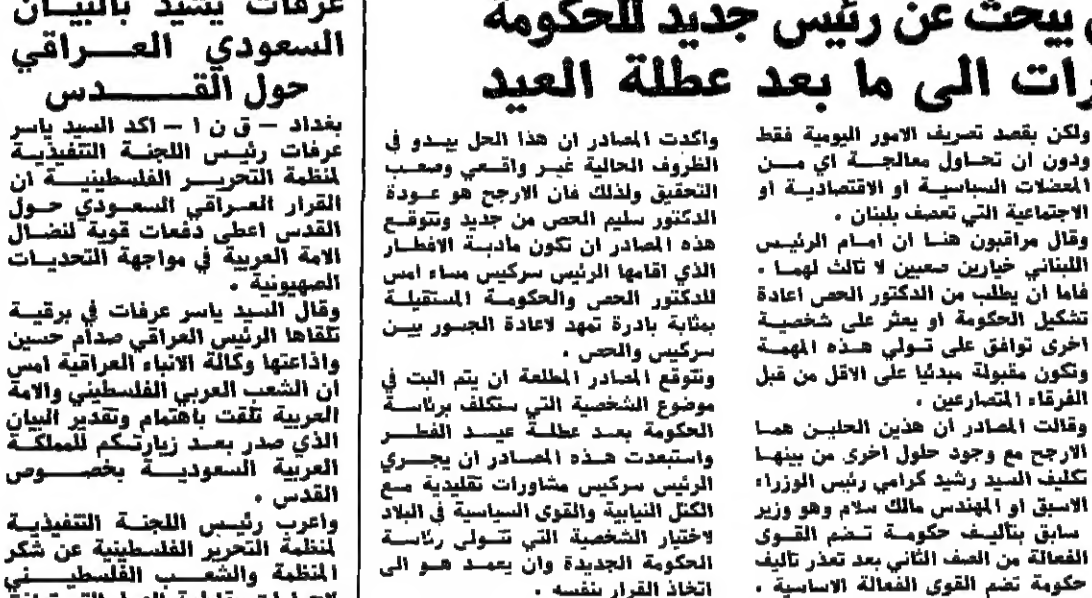 يبحث عن رئيس جديد للحكومة
الى ما بعد عطلة العيد
ولكن بقصد تصريف الامور اليومية فقط
ودون ان تحاول معالجة اي من
المعضلات السياسية او الاقتصادية او
الاجتماعية التي تعصف بلبنان .
وقال مراقبون هنا ان امام الرئيس
اللبناني خيارين صعبين لا ثالث لهما .
فاما ان يطلب من الدكتور الحص اعادة
تشكيل الحكومة او يعثر على شخصية
اخرى توافق على تولي هذه المهمة
وتكون مقبولة مبدئيا على الاقل من قبل
الفرقاء المتصارعين .
وقالت المصادر ان هذين الحلين هما
الارجح مع وجود حلول اخرى من بينها
تكليف السيد رشيد كرامي رئيس الوزراء
الاسبق او المهندس مالك سلام وهو وزير
سابق بتأليف حكومة تضم القوى
الفعالة من الصف الثاني بعد تعذر تأليف
حكومة تضم القوى الفعالة الاساسية .
واكدت المصادر ان هذا الحل يبدو في
الظروف الحالية غير واقعي وصعب
التحقيق ولذلك فان الارجح هو عودة
الدكتور سليم الحص من جديد وتتوقع
هذه المصادر ان تكون مأدبة الافطار
الذي اقامها الرئيس سركيس مساء امس
للدكتور الحص والحكومة المستقيلة
بمثابة بادرة تمهد لاعادة الجسور بين
سركيس والحص .
وتتوقع المصادر المطلعة ان يتم البت في
موضوع الشخصية التي ستكلف برئاسة
الحكومة بعد عطلة عيد الفطر
واستبعدت هذه المصادر ان يجري
الرئيس سركيس مشاورات تقليدية مع
الكتل النيابية والقوى السياسية في البلاد
لاختيار الشخصية التي تتولى رئاسة
الحكومة الجديدة وان يعمد هو الى
اتخاذ القرار بنفسه .
عرفات يشيد بالبيان
السعودي العراقي
حول القدس
بغداد — ق ن ا — اكد السيد ياسر
عرفات رئيس اللجنة التنفيذية
لمنظمة التحرير الفلسطينية ان
القرار العراقي السعودي حول
القدس اعطى دفعات قوية لنضال
الامة العربية في مواجهة التحديات
الصهيونية .
وقال السيد ياسر عرفات في برقية
تلقاها الرئيس العراقي صدام حسين
واذاعتها وكالة الانباء العراقية امس
ان الشعب العربي الفلسطيني والامة
العربية تلقت باهتمام وتقدير البيان
الذي صدر بعد زيارتكم للمملكة
العربية السعودية بخصوص
القدس .
واعرب رئيس اللجنة التنفيذية
لمنظمة التحرير الفلسطينية عن شكر
المنظمة والشعب الفلسطيني